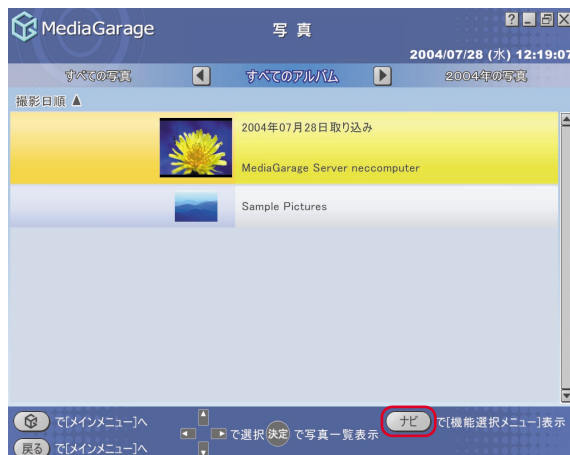 MediaGarage
写真
2004/07/28 (水) 12:19:07
すべての写真
すべてのアルバム
2004年の写真
撮影日順 ▲
2004年07月28日取り込み
MediaGarage Server neccomputer
Sample Pictures
で[メインメニュー]へ
で選択 決定 で写真一覧表示
ナビ で[機能選択メニュー]表示
戻る で[メインメニュー]へ